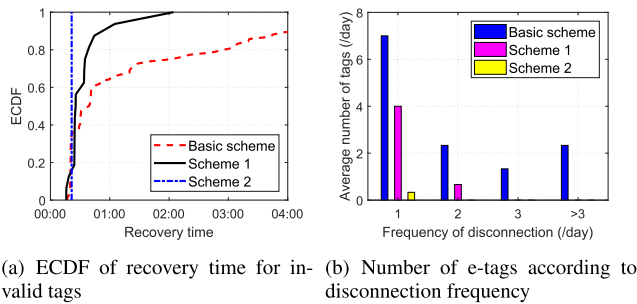 1
0.8
0.6
0.4
0.2
0
ECDF
Basic scheme
Scheme 1
Scheme 2
00:00 01:00 02:00 03:00 04:00
Recovery time
(a) ECDF of recovery time for in-
valid tags
8
6
4
2
0
Average number of tags (/day)
Basic scheme
Scheme 1
Scheme 2
1 2 3 >3
Frequency of disconnection (/day)
(b) Number of e-tags according to
disconnection frequency